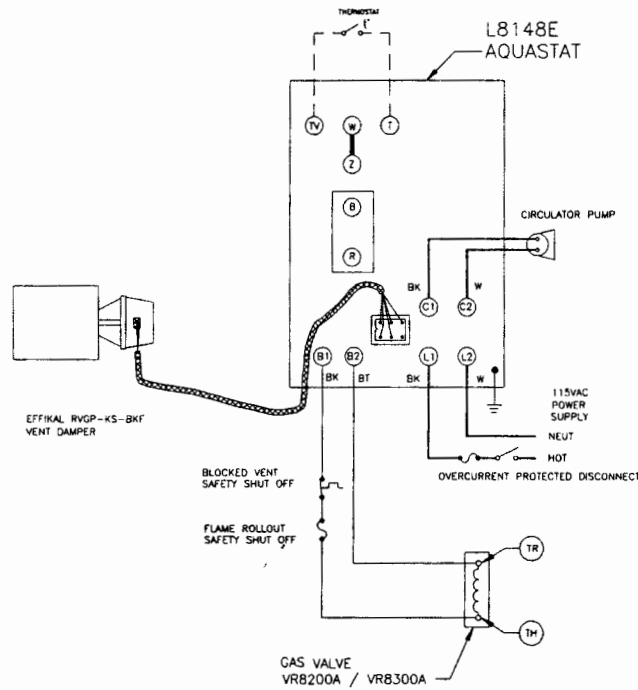 THERMOSTAT
L8148E
AQUASTAT
TV
W
T
Z
B
R
CIRCULATOR PUMP
BK
W
C1
C2
B1
B2
L1
L2
BK
BT
BK
W
EFFIKAL RVGP-KS-BKF
VENT DAMPER
115VAC
POWER
SUPPLY
NEUT
HOT
OVERCURRENT PROTECTED DISCONNECT
BLOCKED VENT
SAFETY SHUT OFF
FLAME ROLLOUT
SAFETY SHUT OFF
TR
TH
GAS VALVE
VR8200A / VR8300A